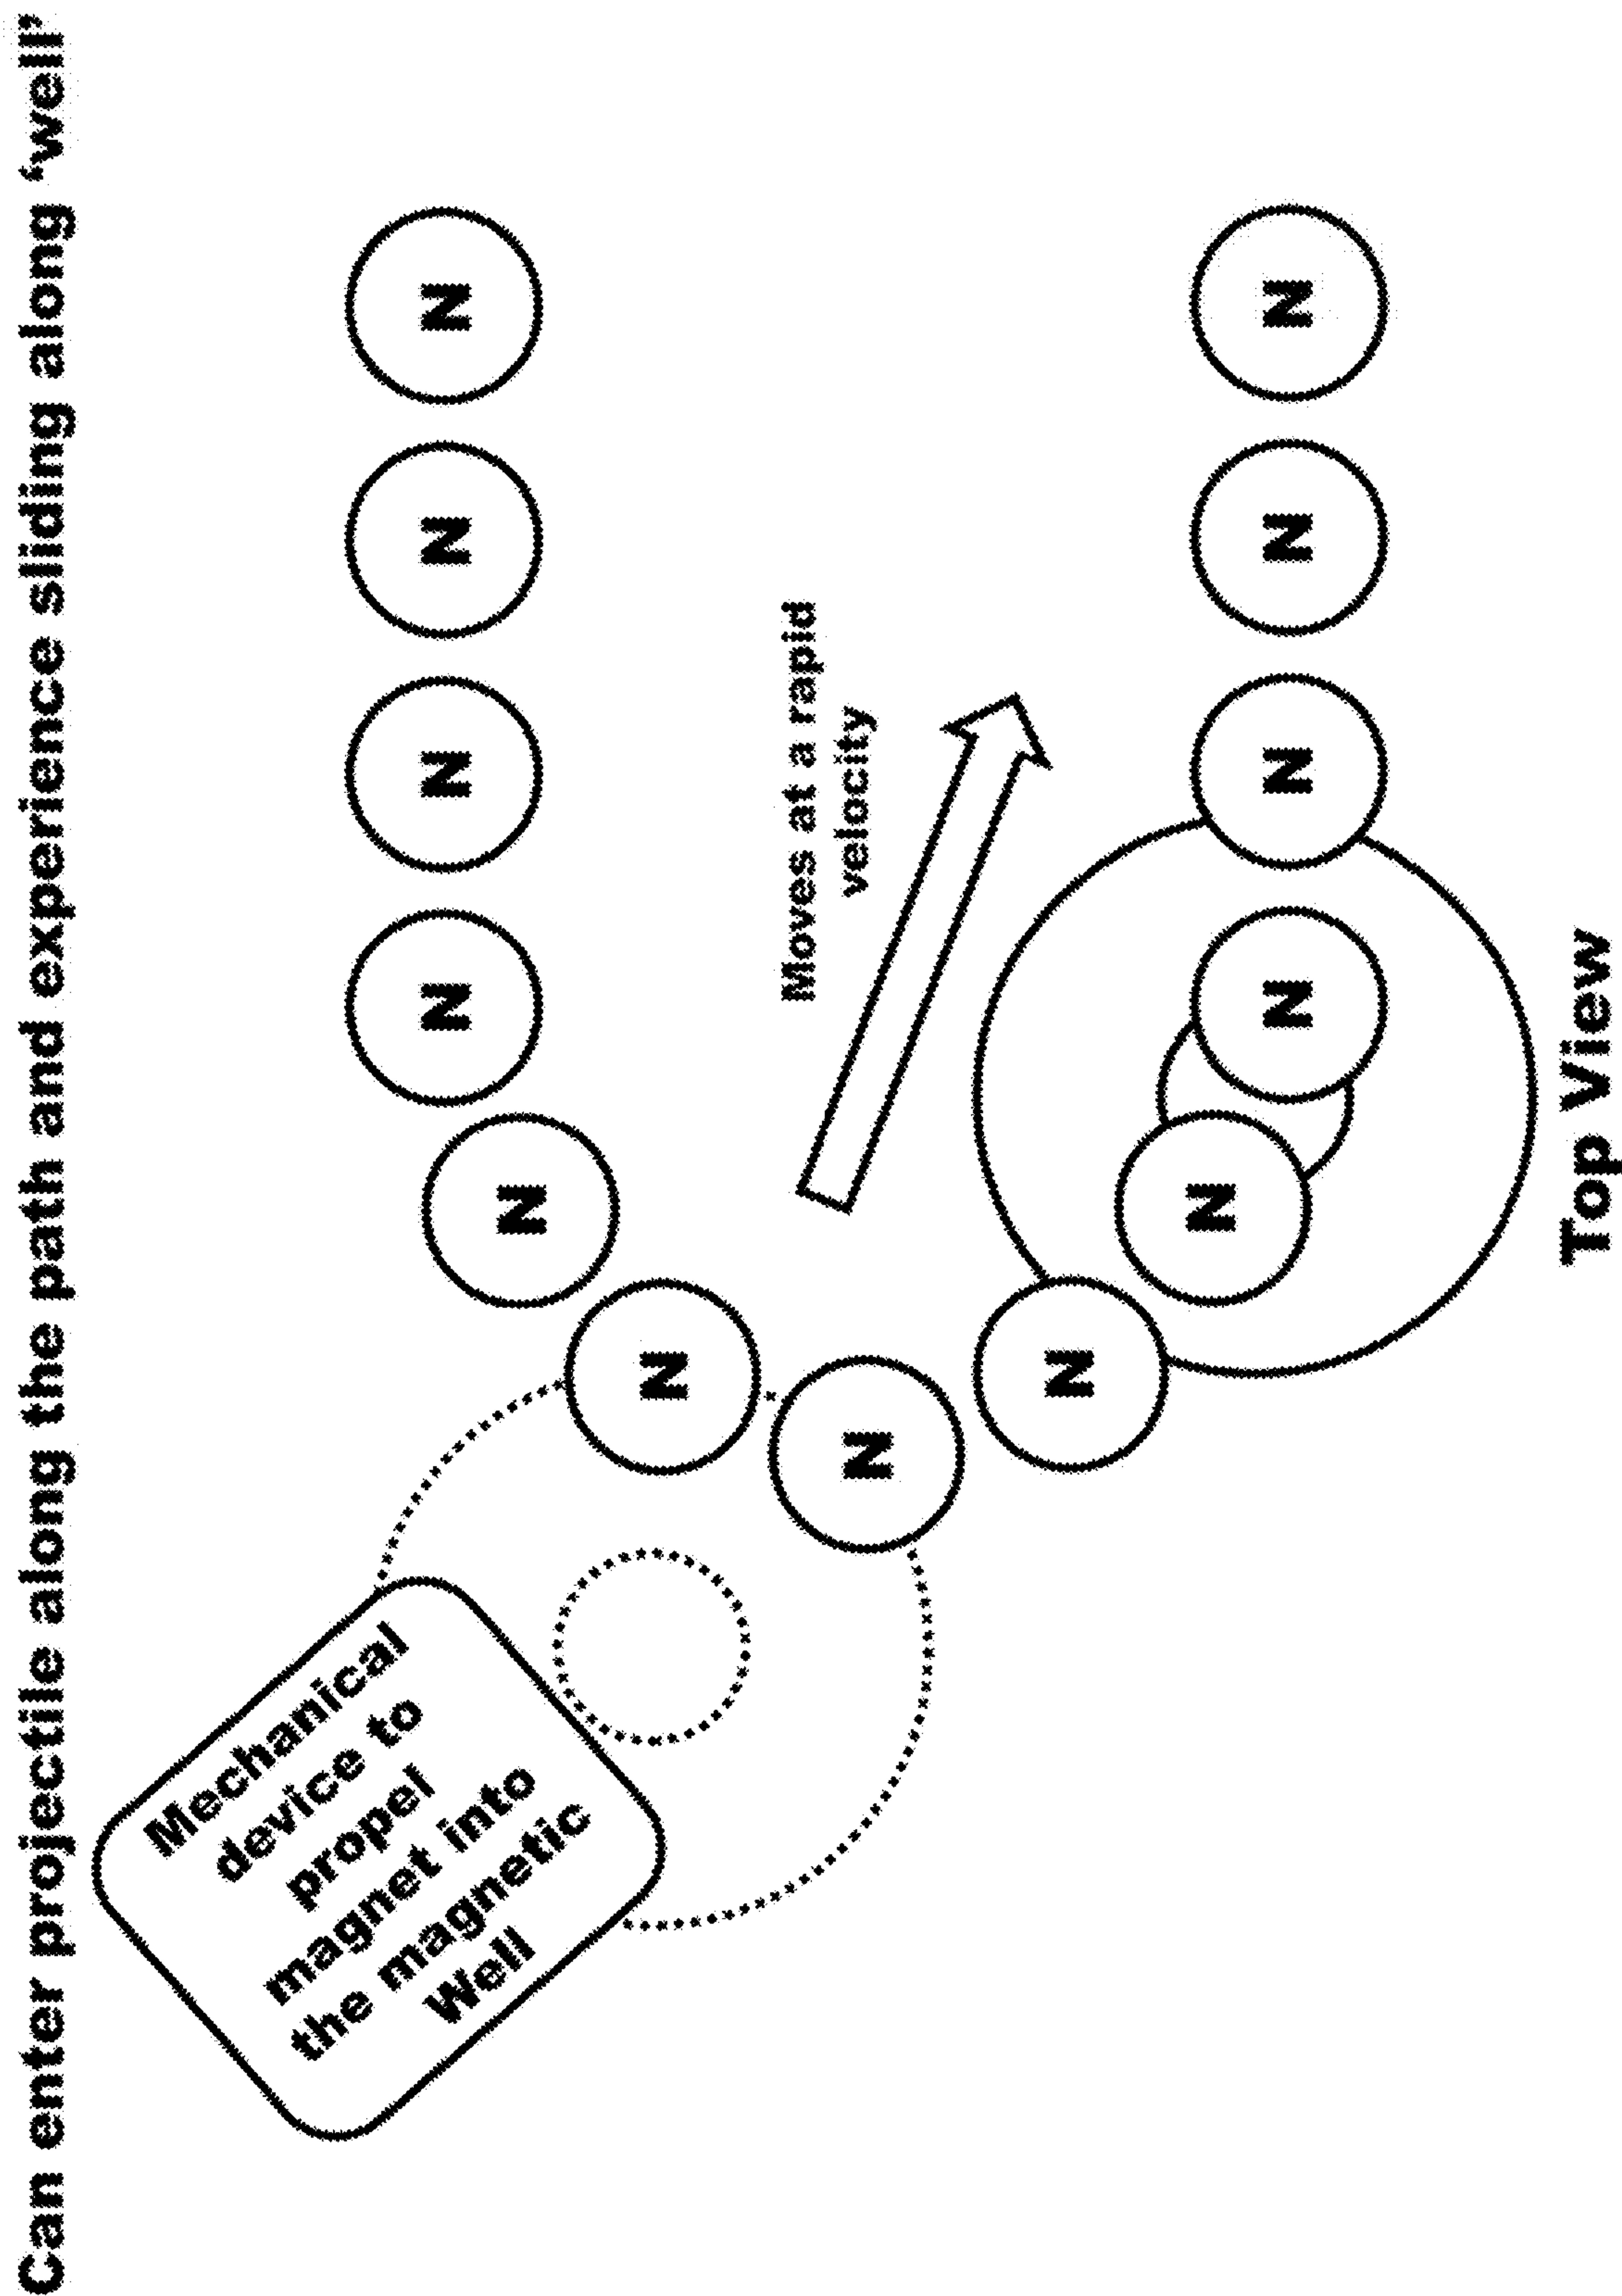 Can enter projectile along the path and experience sliding along ‘well’
Mechanical
device to
propel
magnet into
the magnetic
Well
N N N N
N
N
Moves at a rapid
velocity
N
N
N
N N N N
Top View